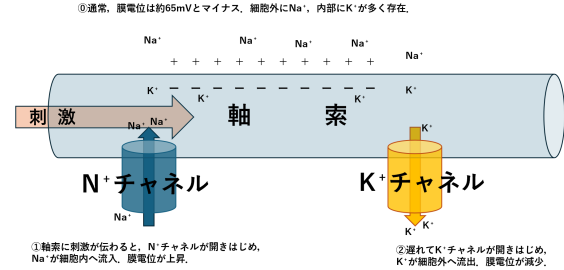 ⓪通常，膜電位は約65mVとマイナス．細胞外にNa⁺，内部にK⁺が多く存在．
Na⁺ Na⁺ Na⁺ Na⁺ Na⁺
+ + + + + + + + +
K⁺ － － － － － － － － － K⁺
K⁺ K⁺
刺激 軸索
Na⁺ Na⁺ K⁺
N⁺チャネル K⁺チャネル
Na⁺ K⁺ K⁺
①軸索に刺激が伝わると，N⁺チャネルが開きはじめ，
Na⁺が細胞内へ流入．膜電位が上昇．
②遅れてK⁺チャネルが開きはじめ，
K⁺が細胞外へ流出．膜電位が減少．